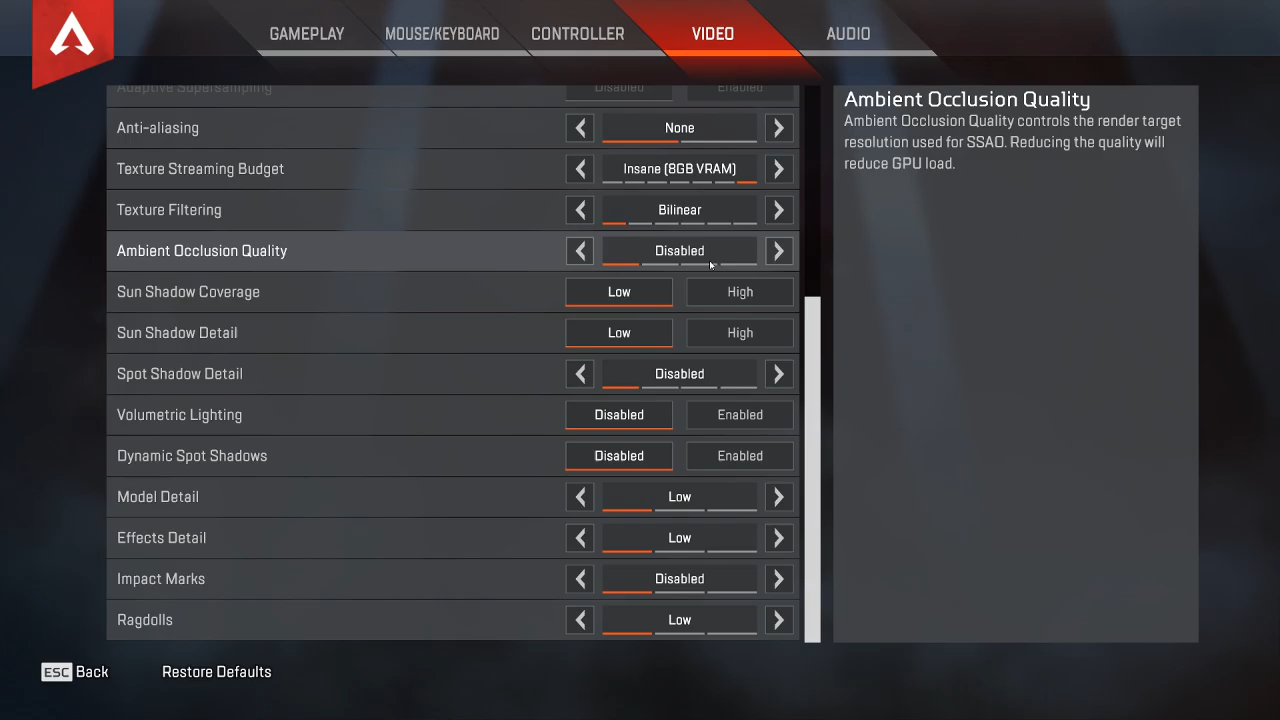 GAMEPLAY MOUSE/KEYBOARD CONTROLLER VIDEO AUDIO
Adaptive Supersampling Disabled Enabled
Anti-aliasing None
Texture Streaming Budget Insane (8GB VRAM)
Texture Filtering Bilinear
Ambient Occlusion Quality Disabled
Sun Shadow Coverage Low High
Sun Shadow Detail Low High
Spot Shadow Detail Disabled
Volumetric Lighting Disabled Enabled
Dynamic Spot Shadows Disabled Enabled
Model Detail Low
Effects Detail Low
Impact Marks Disabled
Ragdolls Low
Ambient Occlusion Quality
Ambient Occlusion Quality controls the render target
resolution used for SSAO. Reducing the quality will
reduce GPU load.
ESC Back Restore Defaults